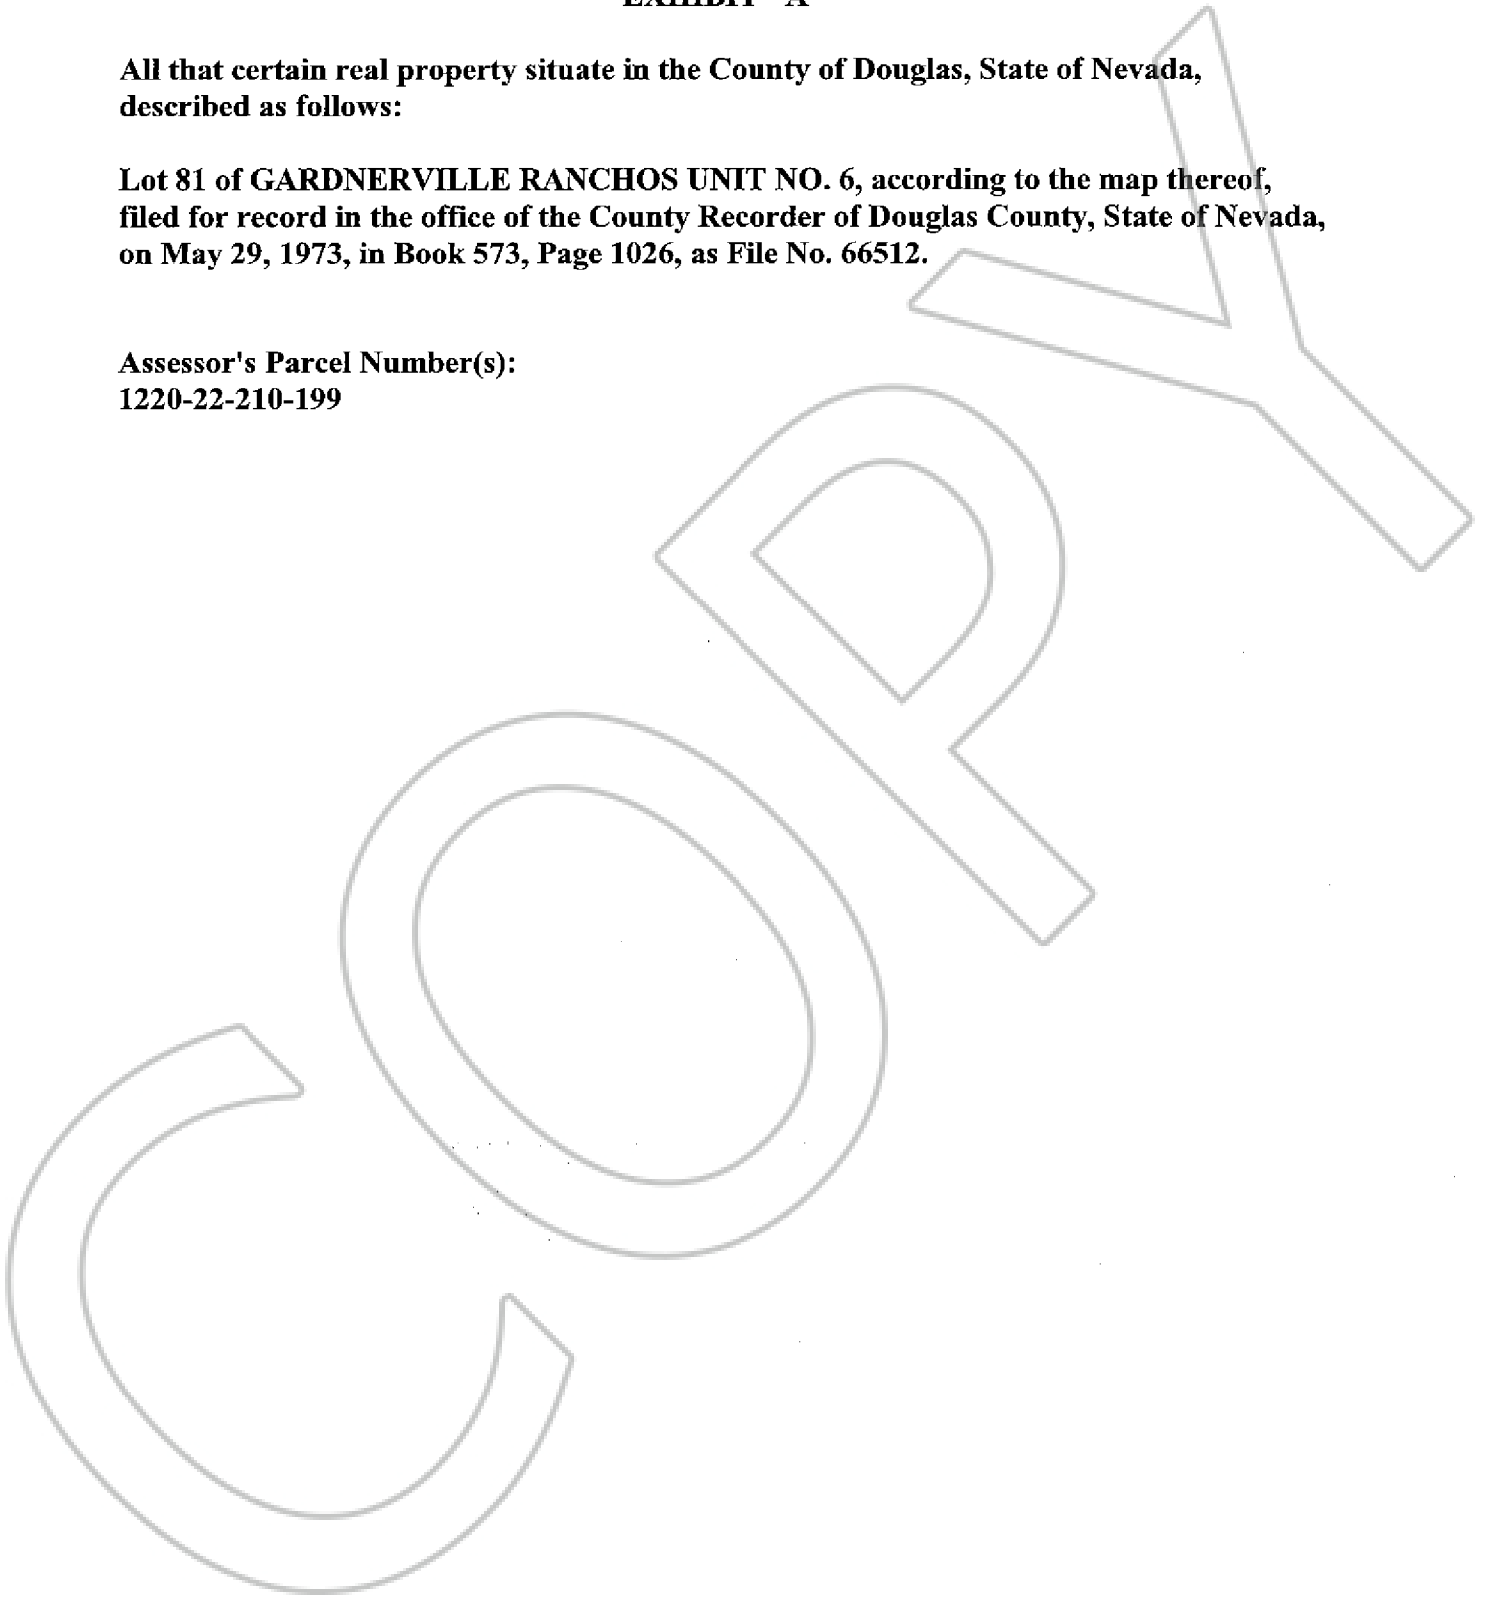 EXHIBIT "A"
All that certain real property situate in the County of Douglas, State of Nevada,
described as follows:
Lot 81 of GARDNERVILLE RANCHOS UNIT NO. 6, according to the map thereof,
filed for record in the office of the County Recorder of Douglas County, State of Nevada,
on May 29, 1973, in Book 573, Page 1026, as File No. 66512.
Assessor's Parcel Number(s):
1220-22-210-199
COPY